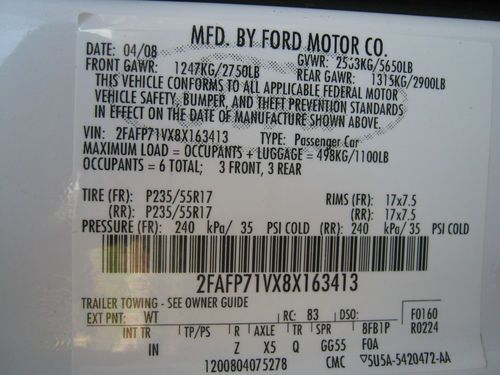 MFD. BY FORD MOTOR CO.
DATE: 04/08 GVWR: 2563KG/5650LB
FRONT GAWR: 1247KG/2750LB REAR GAWR: 1315KG/2900LB
THIS VEHICLE CONFORMS TO ALL APPLICABLE FEDERAL MOTOR
VEHICLE SAFETY, BUMPER, AND THEFT PREVENTION STANDARDS
IN EFFECT ON THE DATE OF MANUFACTURE SHOWN ABOVE.
VIN: 2FAFP71VX8X163413 TYPE: Passenger Car
MAXIMUM LOAD = OCCUPANTS + LUGGAGE = 498KG/1100LB
OCCUPANTS = 6 TOTAL; 3 FRONT, 3 REAR
TIRE (FR): P235/55R17 RIMS (FR): 17x7.5
(RR): P235/55R17 (RR): 17x7.5
PRESSURE (FR): 240 kPa/ 35 PSI COLD (RR): 240 kPa/ 35 PSI COLD
2FAFP71VX8X163413
TRAILER TOWING - SEE OWNER GUIDE
EXT PNT: WT RC: 83 DSO: F0160
INT TR TP/PS R AXLE TR SPR 8FB1P R0224
IN Z X5 Q GG55 FOA
1200804075278 CMC 5U5A-5420472-AA